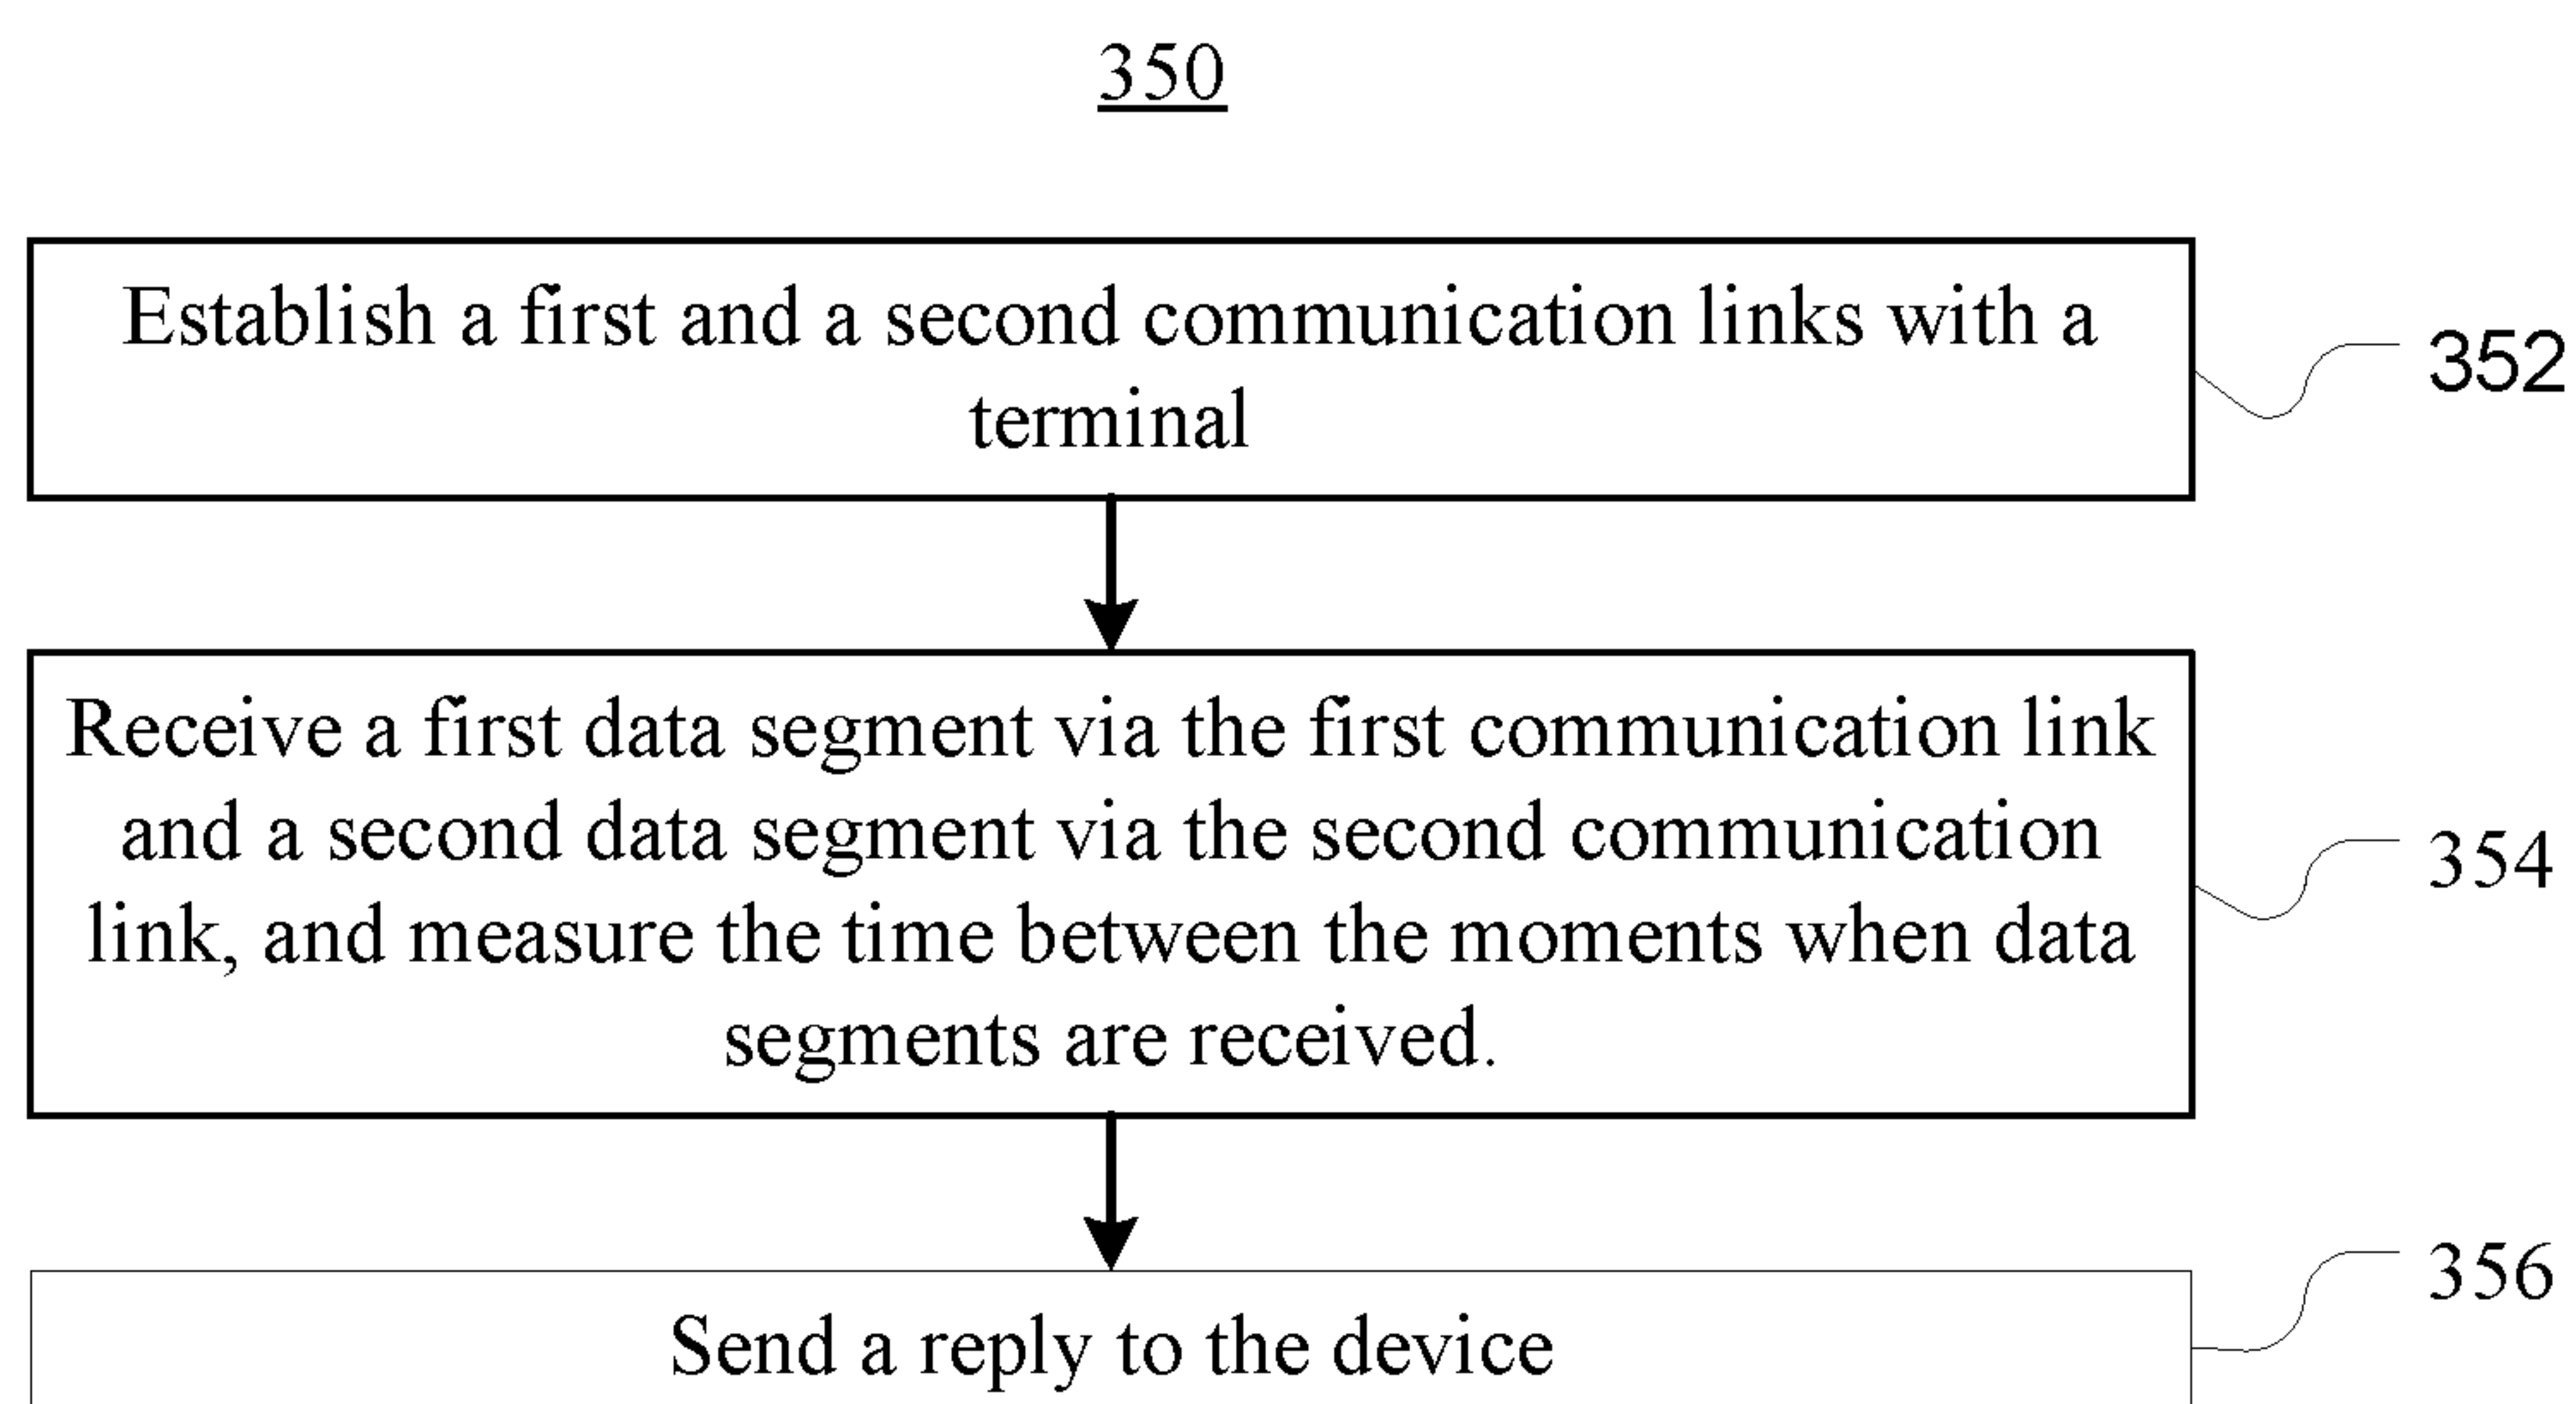 350
Establish a first and a second communication links with a
terminal
352
Receive a first data segment via the first communication link
and a second data segment via the second communication
link, and measure the time between the moments when data
segments are received.
354
Send a reply to the device
356